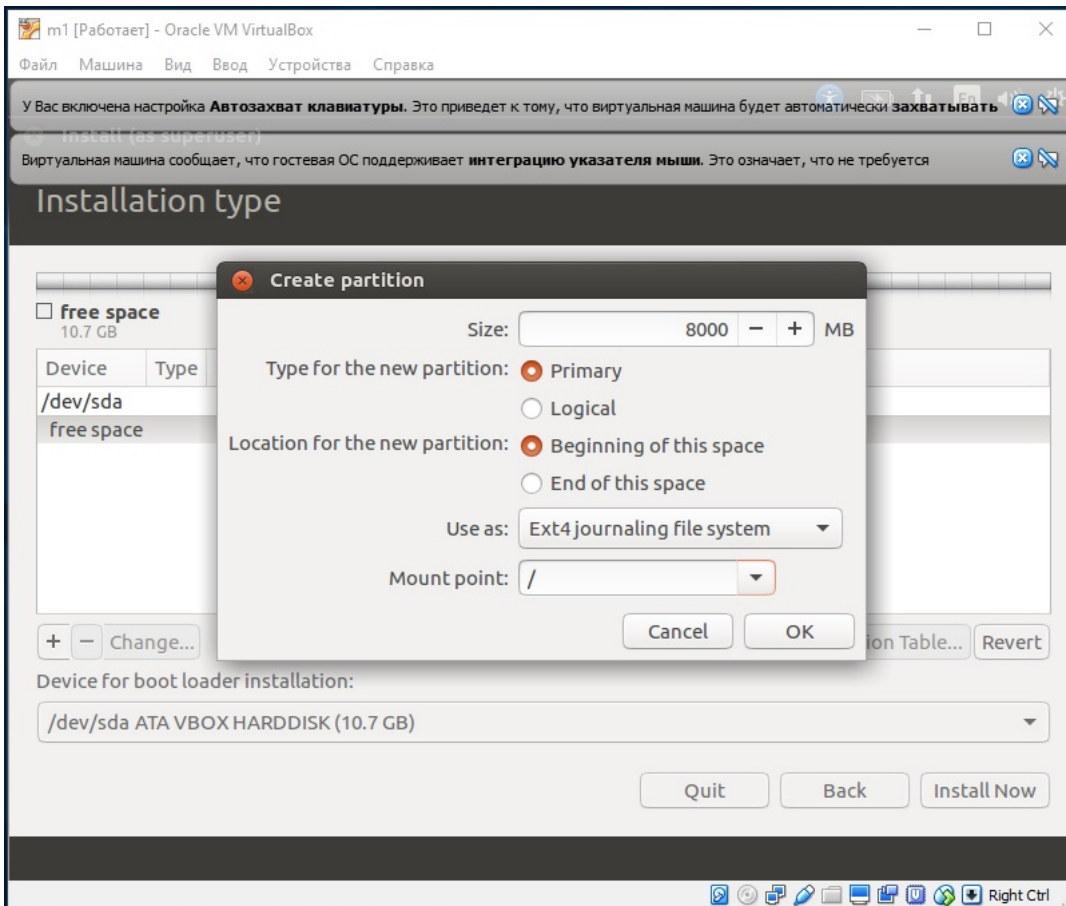 m1 [Работает] - Oracle VM VirtualBox
Файл Машина Вид Ввод Устройства Справка
У Вас включена настройка Автозахват клавиатуры. Это приведет к тому, что виртуальная машина будет автоматически захватывать
Install (as superuser)
Виртуальная машина сообщает, что гостевая ОС поддерживает интеграцию указателя мыши. Это означает, что не требуется
Installation type
Create partition
free space
10.7 GB
Size: 8000 − + MB
Device Type
Type for the new partition: Primary
/dev/sda
Logical
free space
Location for the new partition: Beginning of this space
End of this space
Use as: Ext4 journaling file system
Mount point: /
Cancel OK
+ − Change... ion Table... Revert
Device for boot loader installation:
/dev/sda ATA VBOX HARDDISK (10.7 GB)
Quit Back Install Now
Right Ctrl